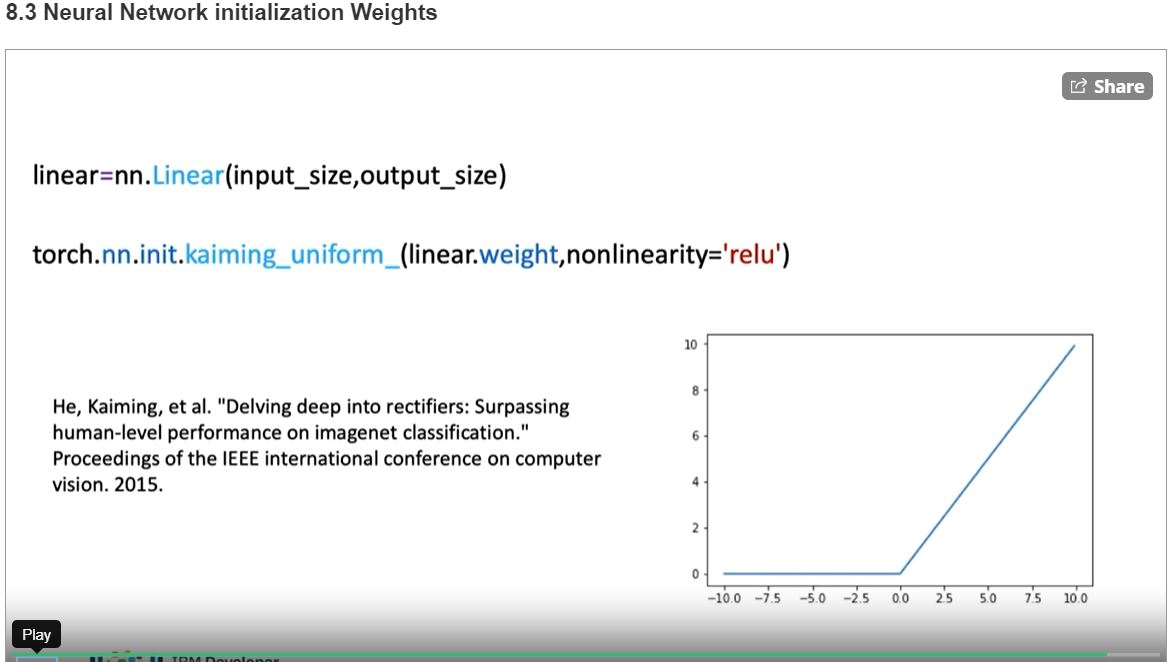 8.3 Neural Network initialization Weights
Share
linear=nn.Linear(input_size,output_size)
torch.nn.init.kaiming_uniform_(linear.weight,nonlinearity='relu')
He, Kaiming, et al. "Delving deep into rectifiers: Surpassing
human-level performance on imagenet classification."
Proceedings of the IEEE international conference on computer
vision. 2015.
10
8
6
4
2
0
−10.0 −7.5 −5.0 −2.5 0.0 2.5 5.0 7.5 10.0
Play
IBM Developer